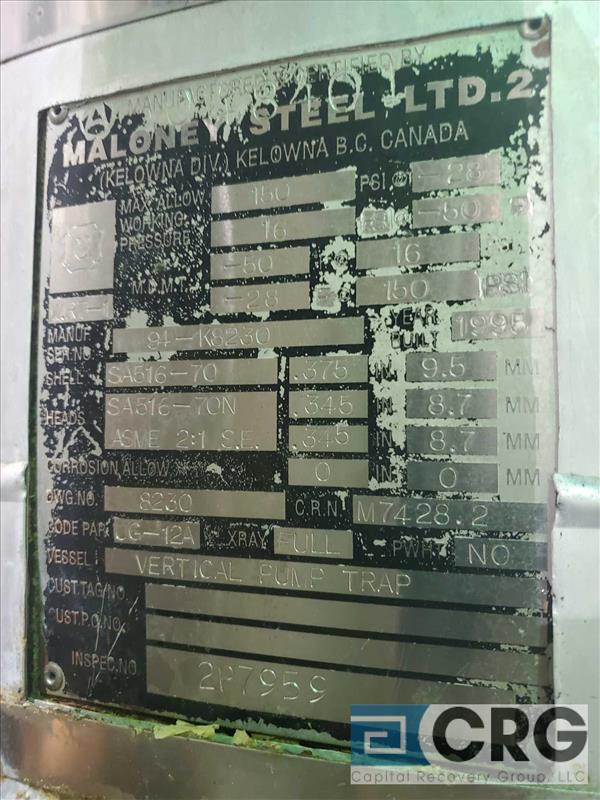 MANUFACTURED & CERTIFIED BY
MALONEY STEEL LTD. 2
(KELOWNA DIV.) KELOWNA B.C. CANADA
MAX. ALLOW WORKING PRESSURE 150 PSI @ -28
16 -50
M.D.M.T. -50 16
-28 150 PSI
MANUF SER. NO. 94-K8230 YEAR BUILT 1995
SHELL SA516-70 .375 IN. 9.5 MM
HEADS SA516-70N .345 IN 8.7 MM
ASME 2:1 S.E. .345 IN 8.7 MM
CORROSION ALLOW 0 IN 0 MM
DWG. NO. 8230 C.R.N. M7428.2
CODE PAR. UG-12A XRAY FULL PWH NO
VESSEL VERTICAL PUMP TRAP
CUST. TAG NO.
CUST. P.O. NO.
INSPEC. NO
CRG
Capital Recovery Group, LLC